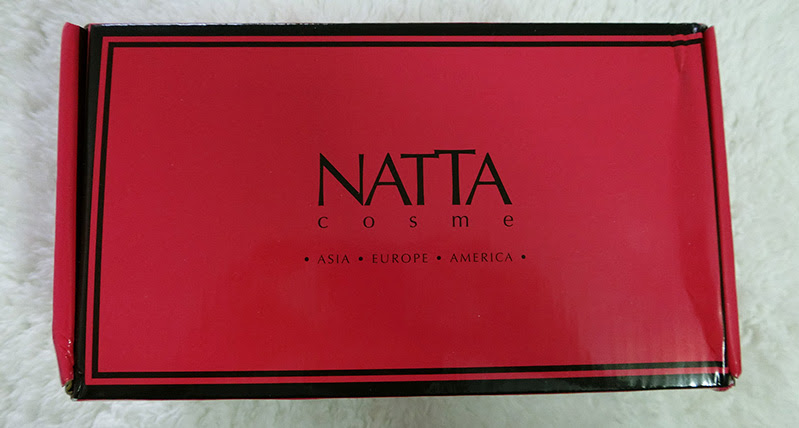 NATTA
cosme
• ASIA • EUROPE • AMERICA •